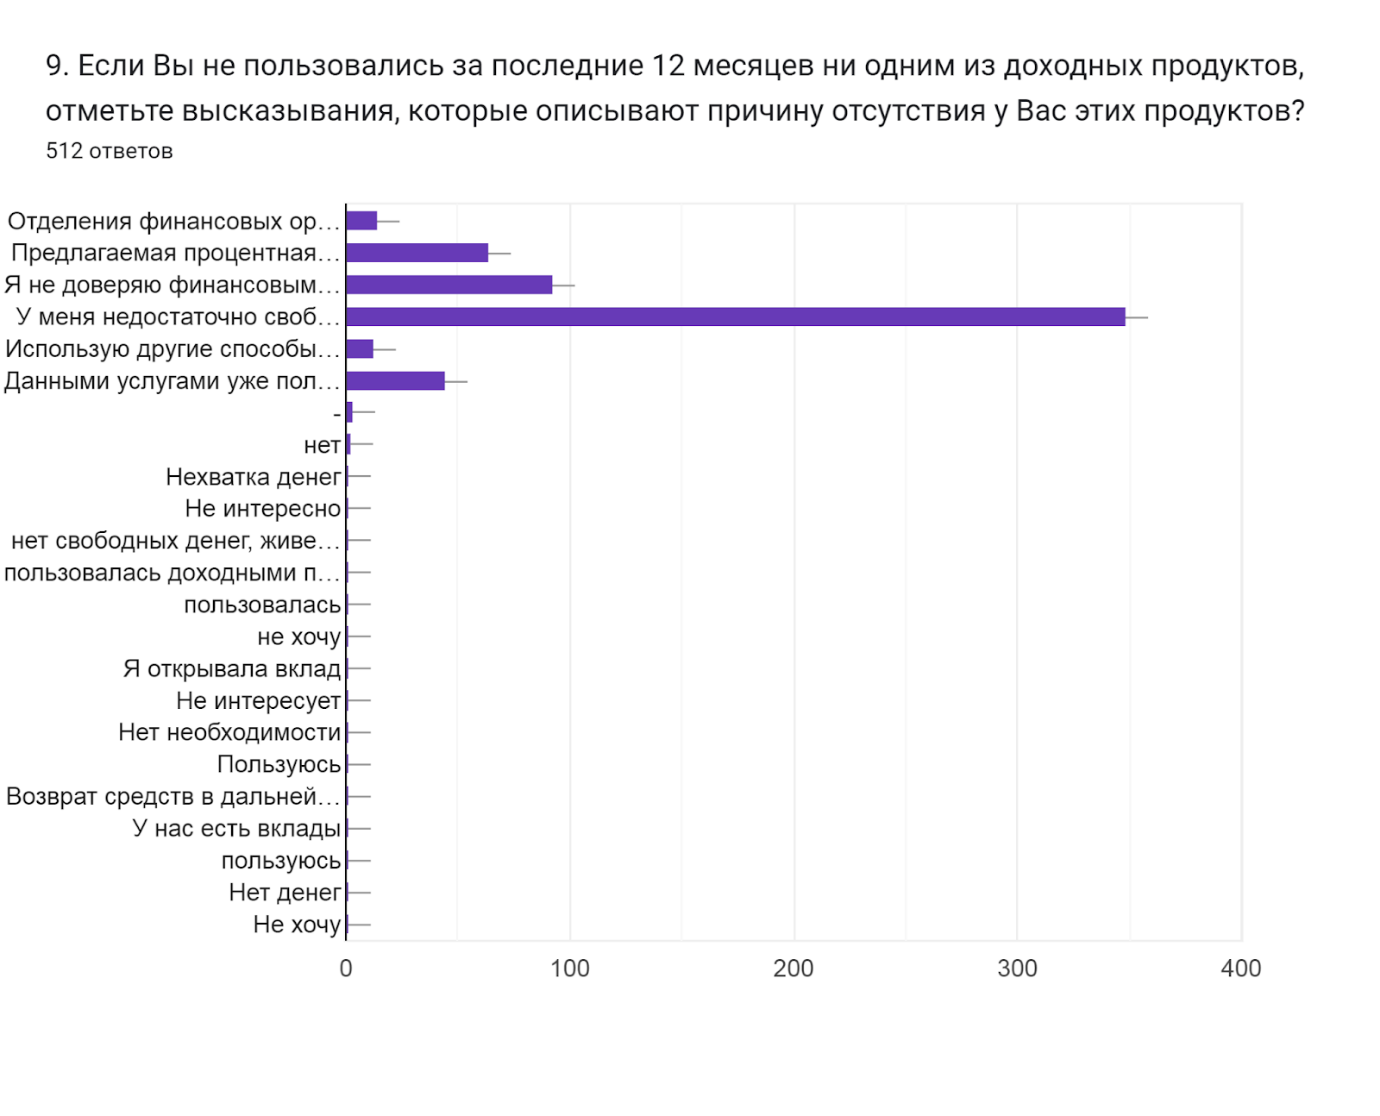 9. Если Вы не пользовались за последние 12 месяцев ни одним из доходных продуктов,
отметьте высказывания, которые описывают причину отсутствия у Вас этих продуктов?
512 ответов
Отделения финансовых ор…
Предлагаемая процентная…
Я не доверяю финансовым…
У меня недостаточно своб…
Использую другие способы…
Данными услугами уже пол…
-
нет
Нехватка денег
Не интересно
нет свободных денег, живе…
пользовалась доходными п…
пользовалась
не хочу
Я открывала вклад
Не интересует
Нет необходимости
Пользуюсь
Возврат средств в дальней…
У нас есть вклады
пользуюсь
Нет денег
Не хочу
0 100 200 300 400